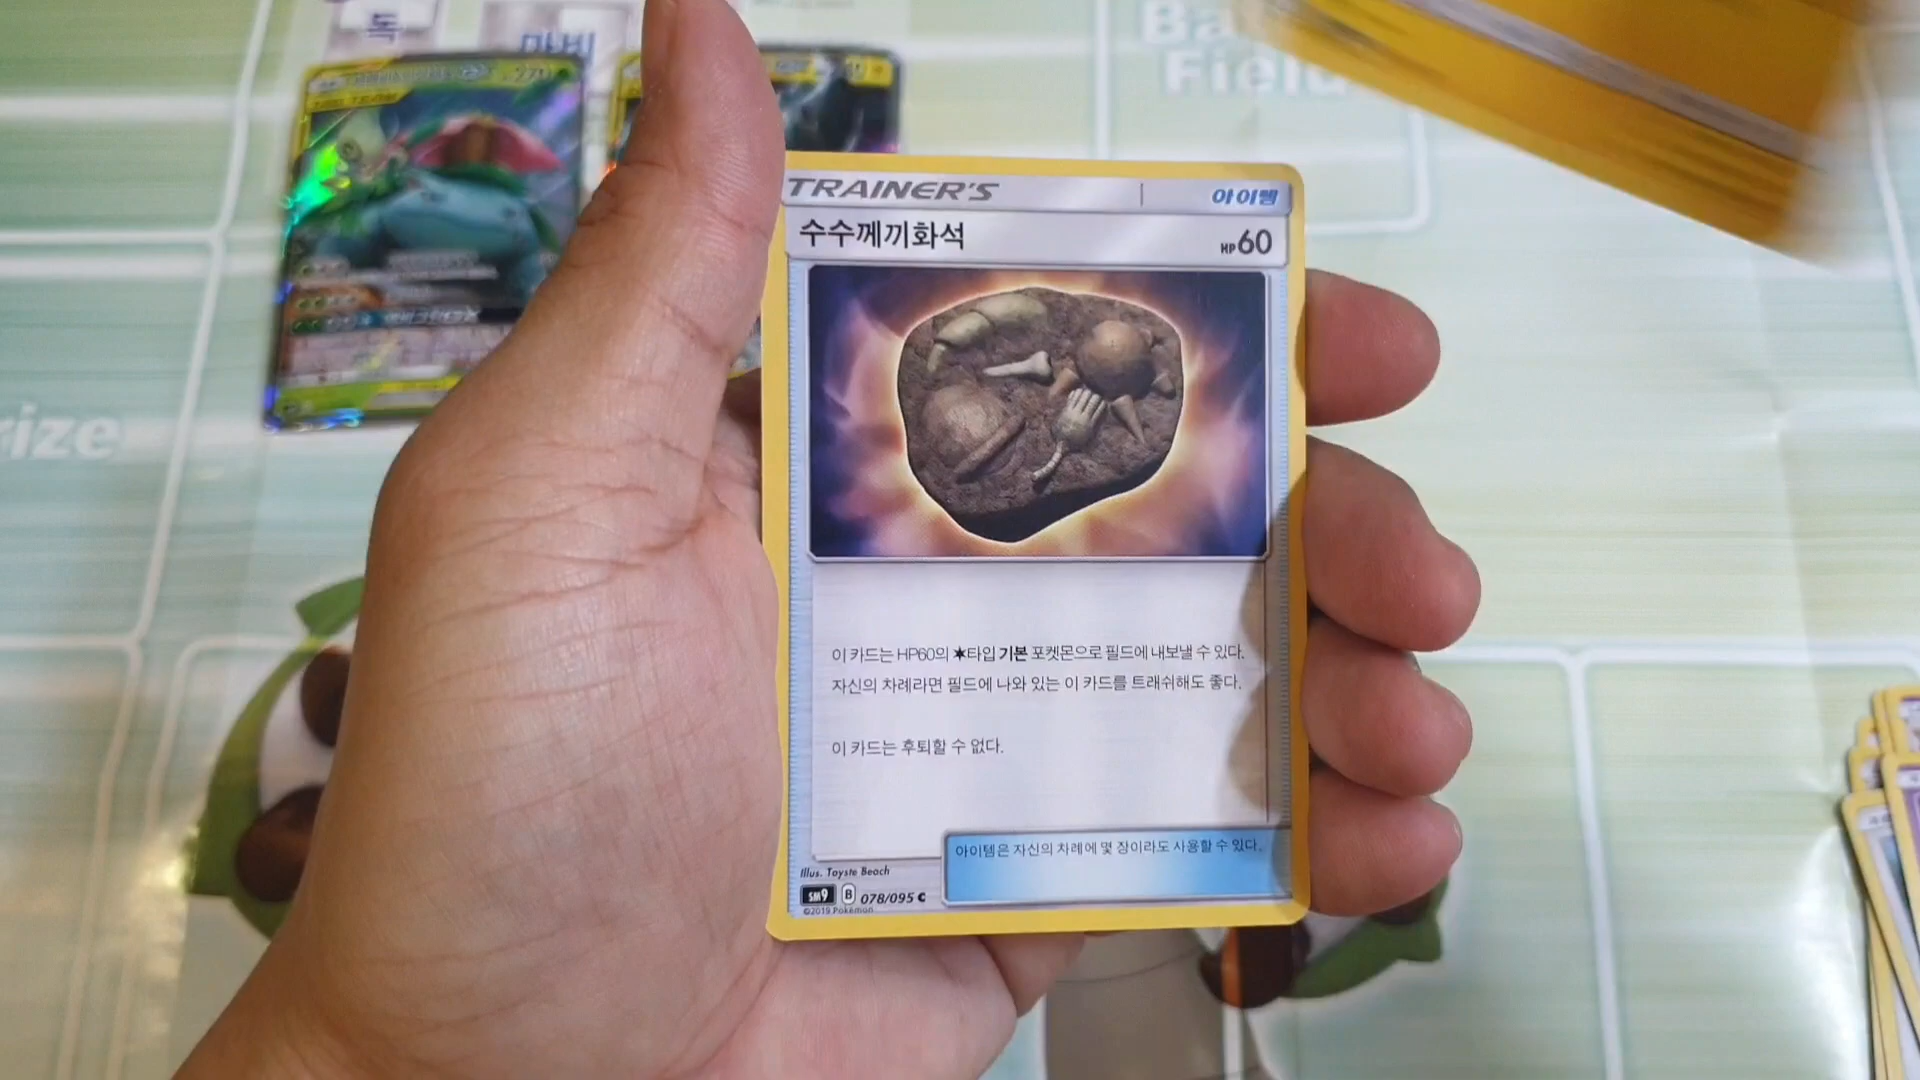 독
마비
Field
rize
TRAINER'S
아이템
수수께끼화석
HP60
이 카드는 HP60의 ✶타입 기본 포켓몬으로 필드에 내보낼 수 있다.
자신의 차례라면 필드에 나와 있는 이 카드를 트래쉬해도 좋다.
이 카드는 후퇴할 수 없다.
아이템은 자신의 차례에 몇 장이라도 사용할 수 있다.
Illus. Toyste Beach
SM9 B 078/095 C
©2019 Pokémon